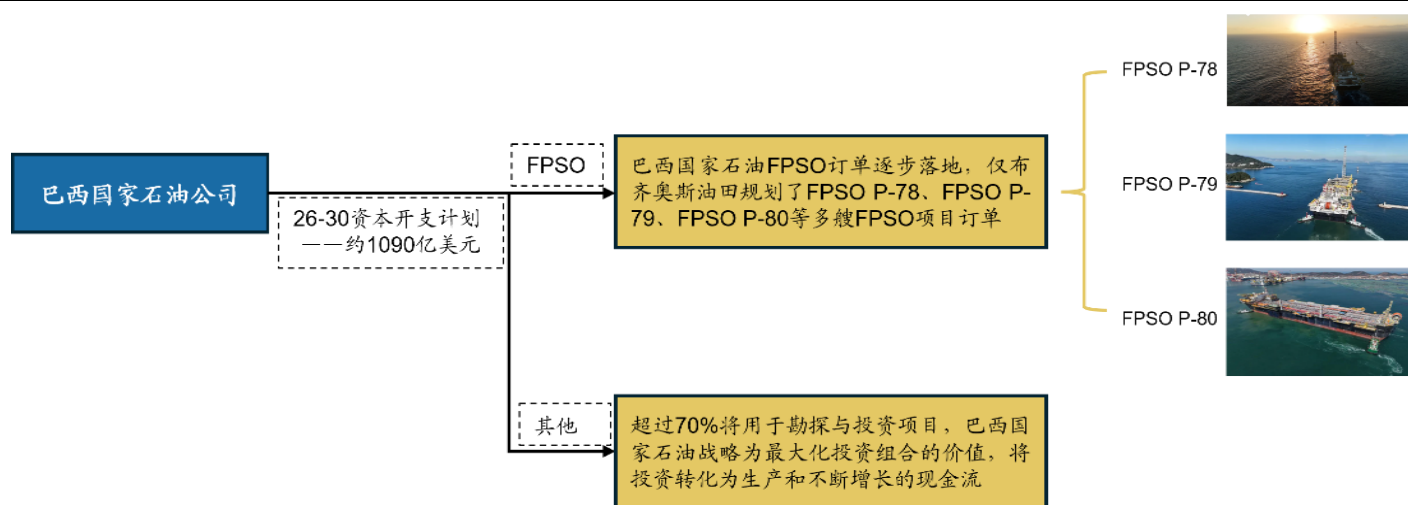 巴西国家石油公司
26-30资本开支计划
——约1090亿美元
FPSO
巴西国家石油FPSO订单逐步落地，仅布
齐奥斯油田规划了FPSO P-78、FPSO P-
79、FPSO P-80等多艘FPSO项目订单
FPSO P-78
FPSO P-79
FPSO P-80
其他
超过70%将用于勘探与投资项目，巴西国
家石油战略为最大化投资组合的价值，将
投资转化为生产和不断增长的现金流